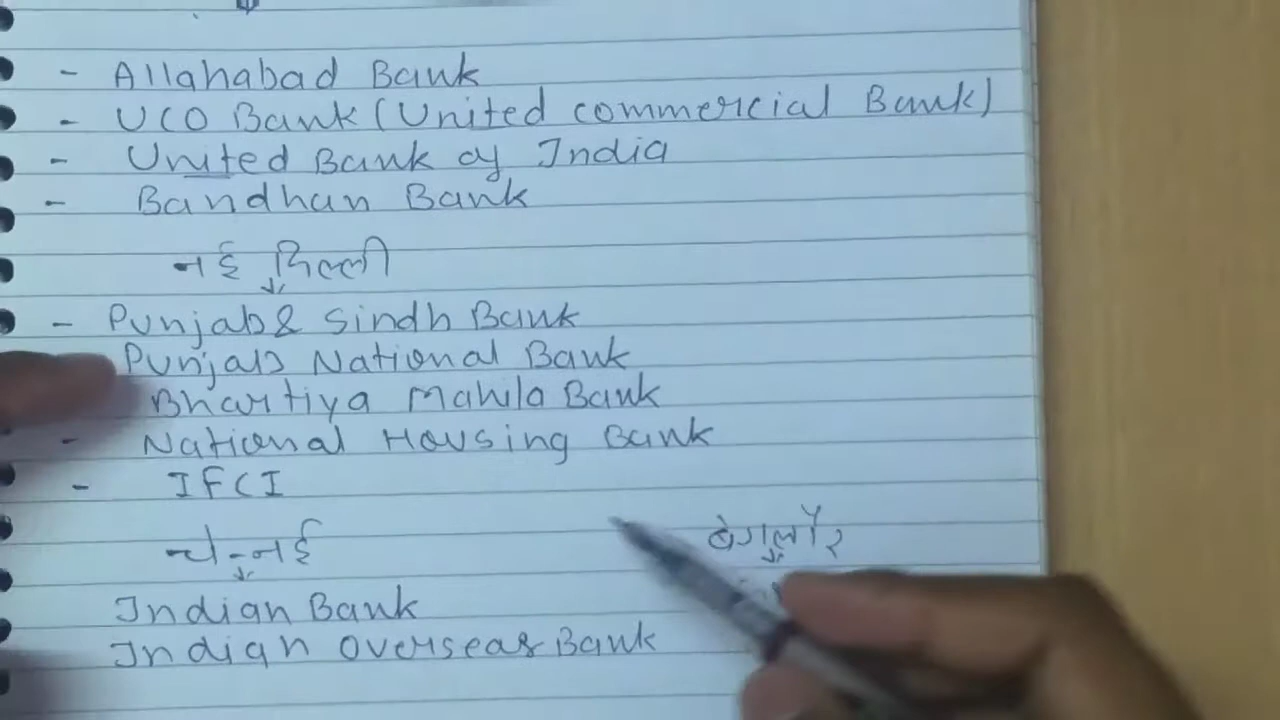 - Allahabad Bank
- UCO Bank (United commercial Bank)
- United Bank of India
- Bandhan Bank
नई दिल्ली
- Punjab & Sindh Bank
Punjab National Bank
Bhartiya Mahila Bank
- National Housing Bank
- IFCI
चेन्नई
बेंगलौर
Indian Bank
Indian Overseas Bank